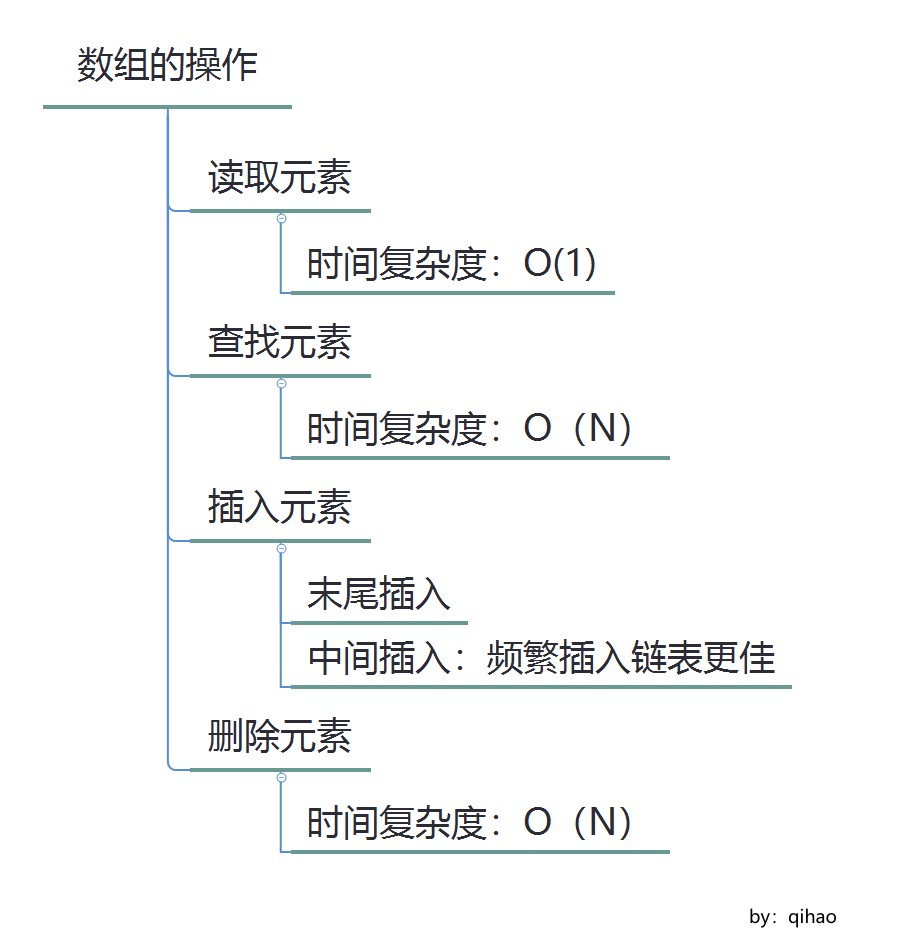 数组的操作
读取元素
时间复杂度：O(1)
查找元素
时间复杂度：O（N）
插入元素
末尾插入
中间插入：频繁插入链表更佳
删除元素
时间复杂度：O（N）
by：qihao